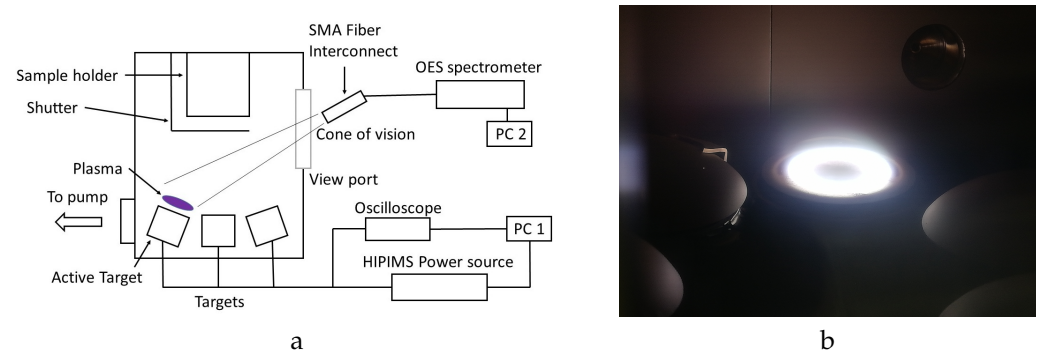 SMA Fiber
Interconnect
OES spectrometer
Sample holder
Shutter
PC 2
Cone of vision
Plasma
View port
To pump
Oscilloscope
PC 1
HIPIMS Power source
Active Target
Targets
a
b